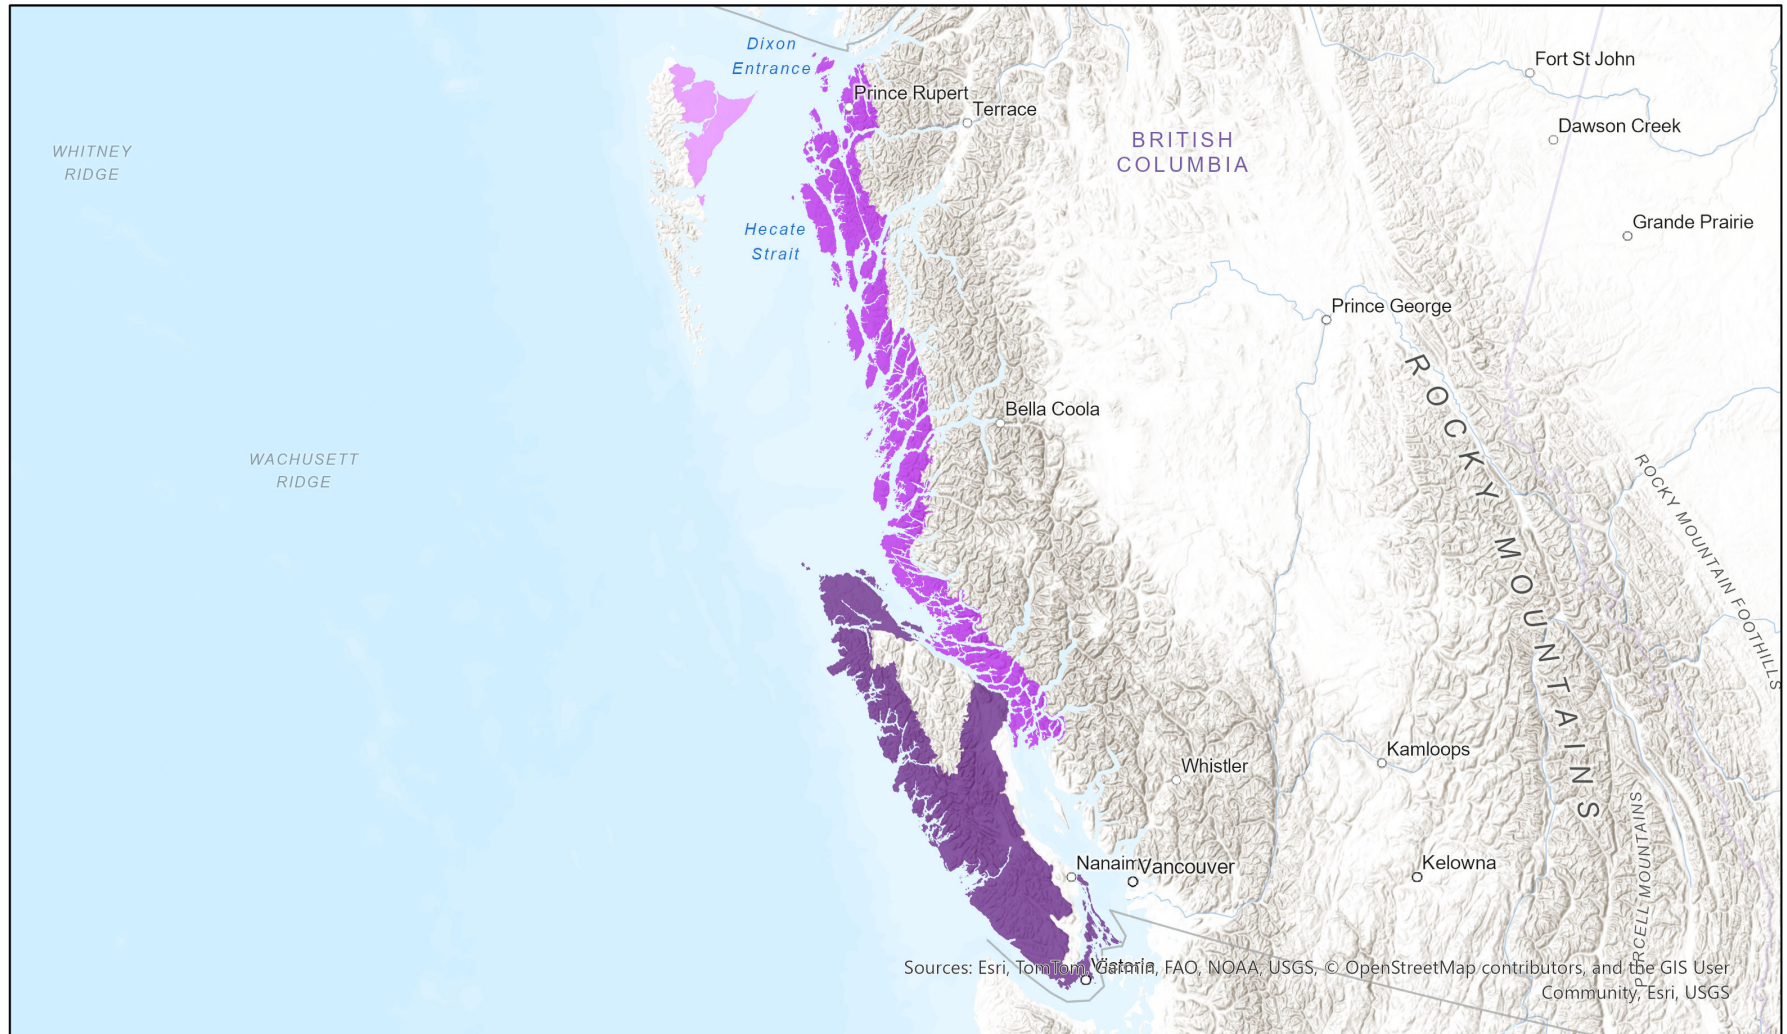 Dixon
Entrance
Fort St John
Prince Rupert
Terrace
Dawson Creek
BRITISH
COLUMBIA
WHITNEY
RIDGE
Grande Prairie
Hecate
Strait
Prince George
ROCKY MOUNTAINS
Bella Coola
WACHUSETT
RIDGE
ROCKY MOUNTAIN FOOTHILLS
Kamloops
Whistler
PURCELL MOUNTAINS
Nanaim
Vancouver
Kelowna
Victoria
Sources: Esri, TomTom, Garmin, FAO, NOAA, USGS, © OpenStreetMap contributors, and the GIS User
Community, Esri, USGS